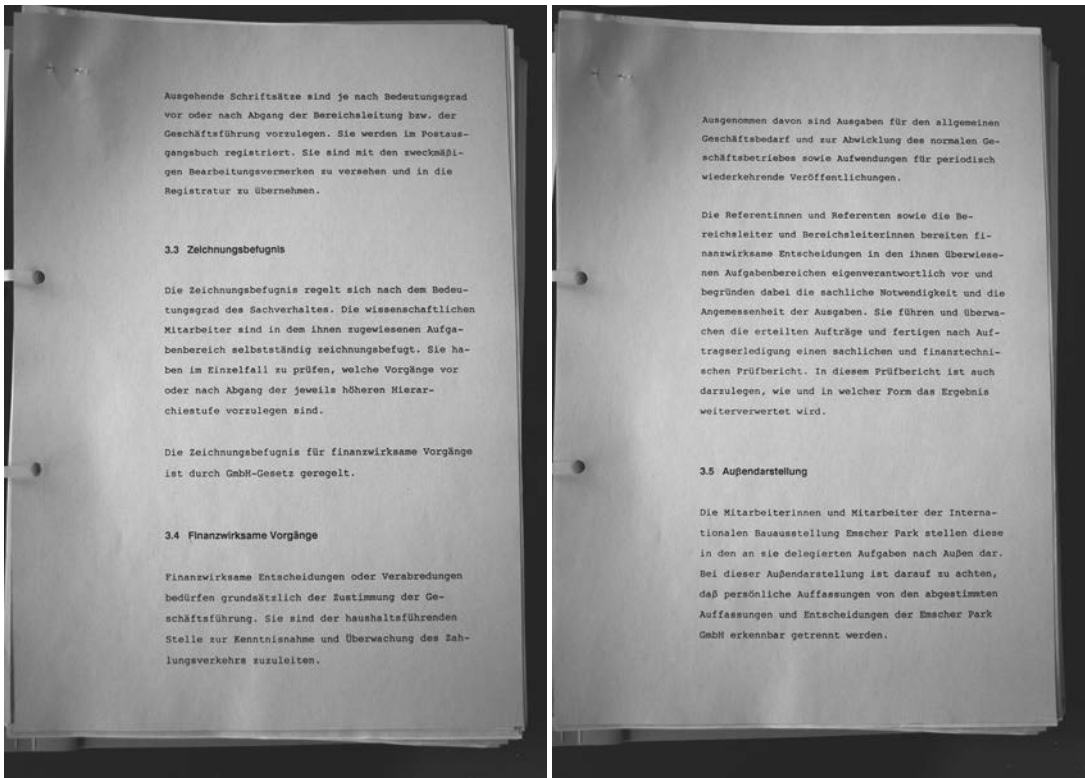 Ausgehende Schriftsätze sind je nach Bedeutungsgrad
vor oder nach Abgang der Bereichsleitung bzw. der
Geschäftsführung vorzulegen. Sie werden im Postaus-
gangsbuch registriert. Sie sind mit den zweckmäßi-
gen Bearbeitungsvermerken zu versehen und in die
Registratur zu übernehmen.
3.3 Zeichnungsbefugnis
Die Zeichnungsbefugnis regelt sich nach dem Bedeu-
tungsgrad des Sachverhaltes. Die wissenschaftlichen
Mitarbeiter sind in dem ihnen zugewiesenen Aufga-
benbereich selbstständig zeichnungsbefugt. Sie ha-
ben im Einzelfall zu prüfen, welche Vorgänge vor
oder nach Abgang der jeweils höheren Hierar-
chiestufe vorzulegen sind.
Die Zeichnungsbefugnis für finanzwirksame Vorgänge
ist durch GmbH-Gesetz geregelt.
3.4 Finanzwirksame Vorgänge
Finanzwirksame Entscheidungen oder Verabredungen
bedürfen grundsätzlich der Zustimmung der Ge-
schäftsführung. Sie sind der haushaltsführenden
Stelle zur Kenntnisnahme und Überwachung des Zah-
lungsverkehrs zuzuleiten.
Ausgenommen davon sind Ausgaben für den allgemeinen
Geschäftsbedarf und zur Abwicklung des normalen Ge-
schäftsbetriebes sowie Aufwendungen für periodisch
wiederkehrende Veröffentlichungen.
Die Referentinnen und Referenten sowie die Be-
reichsleiter und Bereichsleiterinnen bereiten fi-
nanzwirksame Entscheidungen in den ihnen überwiese-
nen Aufgabenbereichen eigenverantwortlich vor und
begründen dabei die sachliche Notwendigkeit und die
Angemessenheit der Ausgaben. Sie führen und überwa-
chen die erteilten Aufträge und fertigen nach Auf-
tragserledigung einen sachlichen und finanztechni-
schen Prüfbericht. In diesem Prüfbericht ist auch
darzulegen, wie und in welcher Form das Ergebnis
weiterverwertet wird.
3.5 Außendarstellung
Die Mitarbeiterinnen und Mitarbeiter der Interna-
tionalen Bauausstellung Emscher Park stellen diese
in den an sie delegierten Aufgaben nach Außen dar.
Bei dieser Außendarstellung ist darauf zu achten,
daß persönliche Auffassungen von den abgestimmten
Auffassungen und Entscheidungen der Emscher Park
GmbH erkennbar getrennt werden.